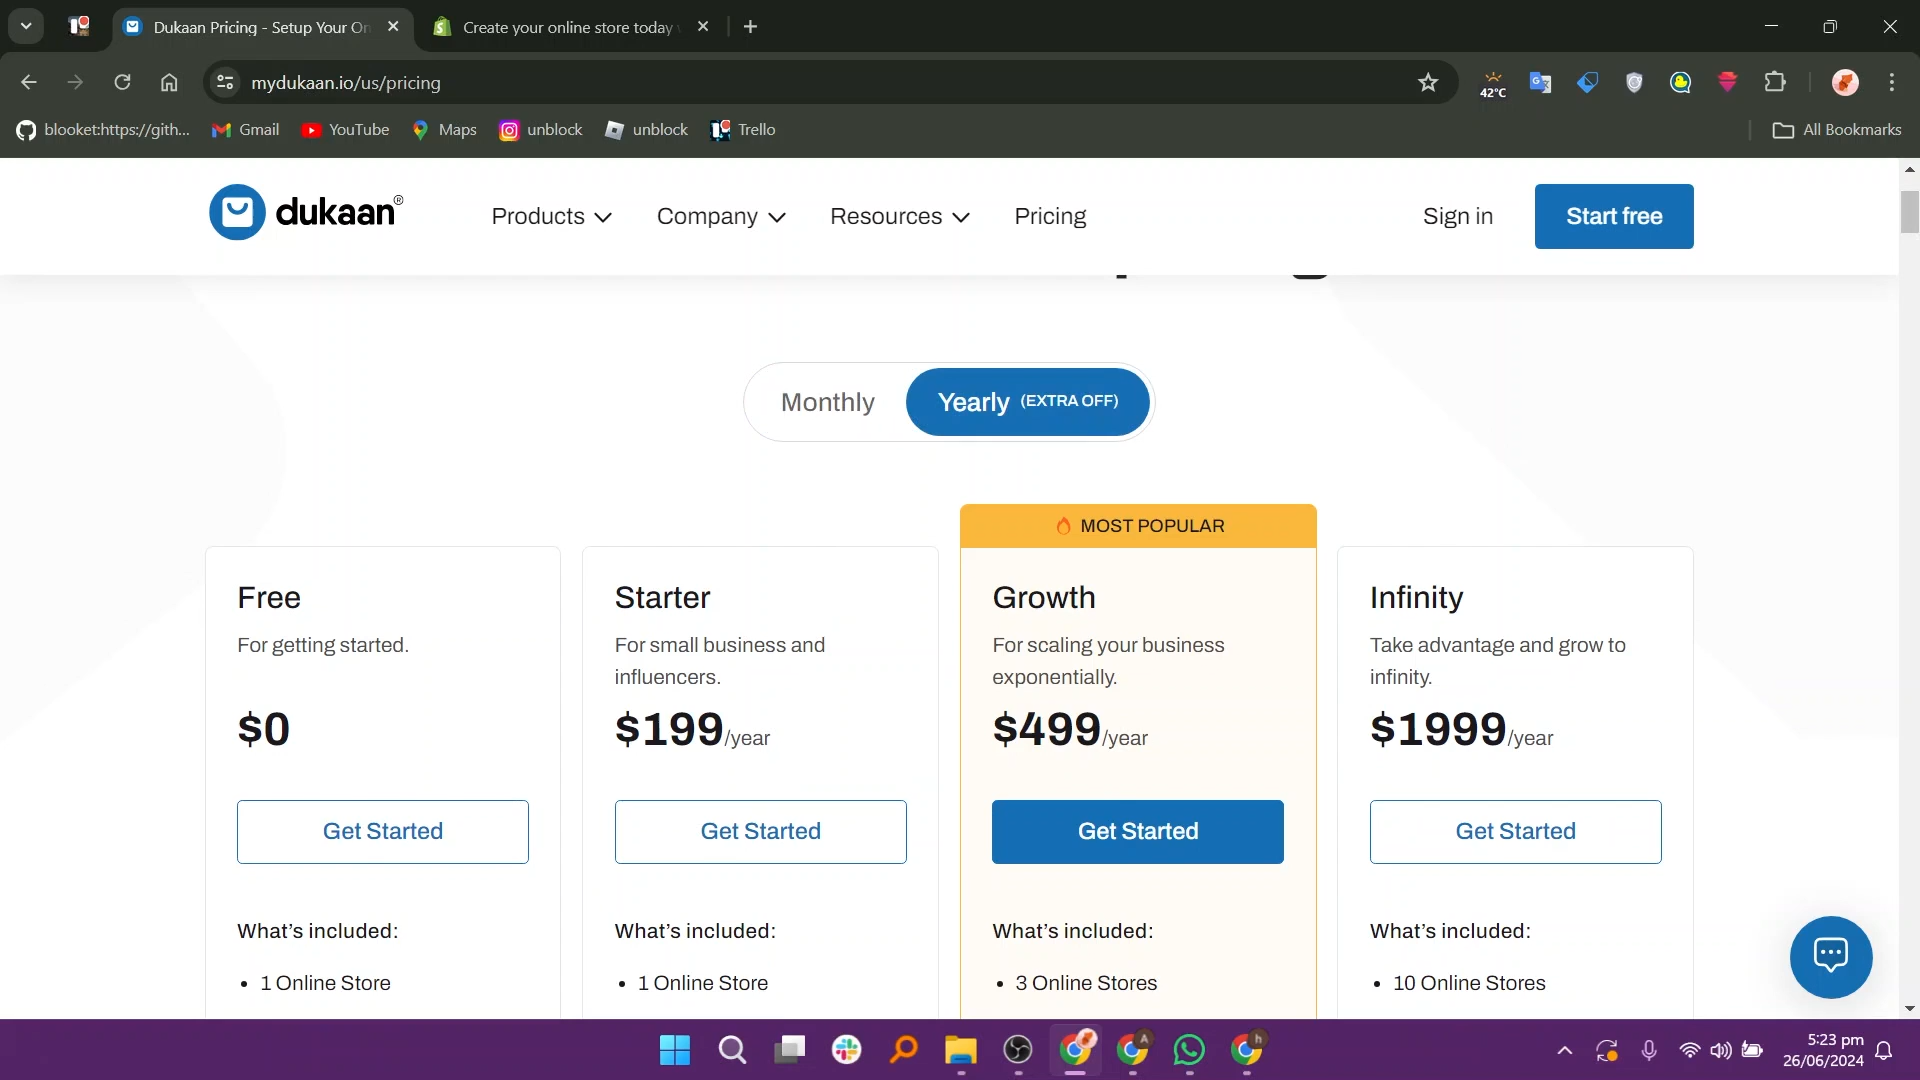 Dukaan Pricing - Setup Your On
Create your online store today
mydukaan.io/us/pricing
42°C
blooket:https://gith...
Gmail
YouTube
Maps
unblock
unblock
Trello
All Bookmarks
dukaan®
Products
Company
Resources
Pricing
Sign in
Start free
Monthly
Yearly (EXTRA OFF)
MOST POPULAR
Free
For getting started.
$0
Get Started
What's included:
• 1 Online Store
Starter
For small business and
influencers.
$199/year
Get Started
What's included:
• 1 Online Store
Growth
For scaling your business
exponentially.
$499/year
Get Started
What's included:
• 3 Online Stores
Infinity
Take advantage and grow to
infinity.
$1999/year
Get Started
What's included:
• 10 Online Stores
A
h
5:23 pm
26/06/2024